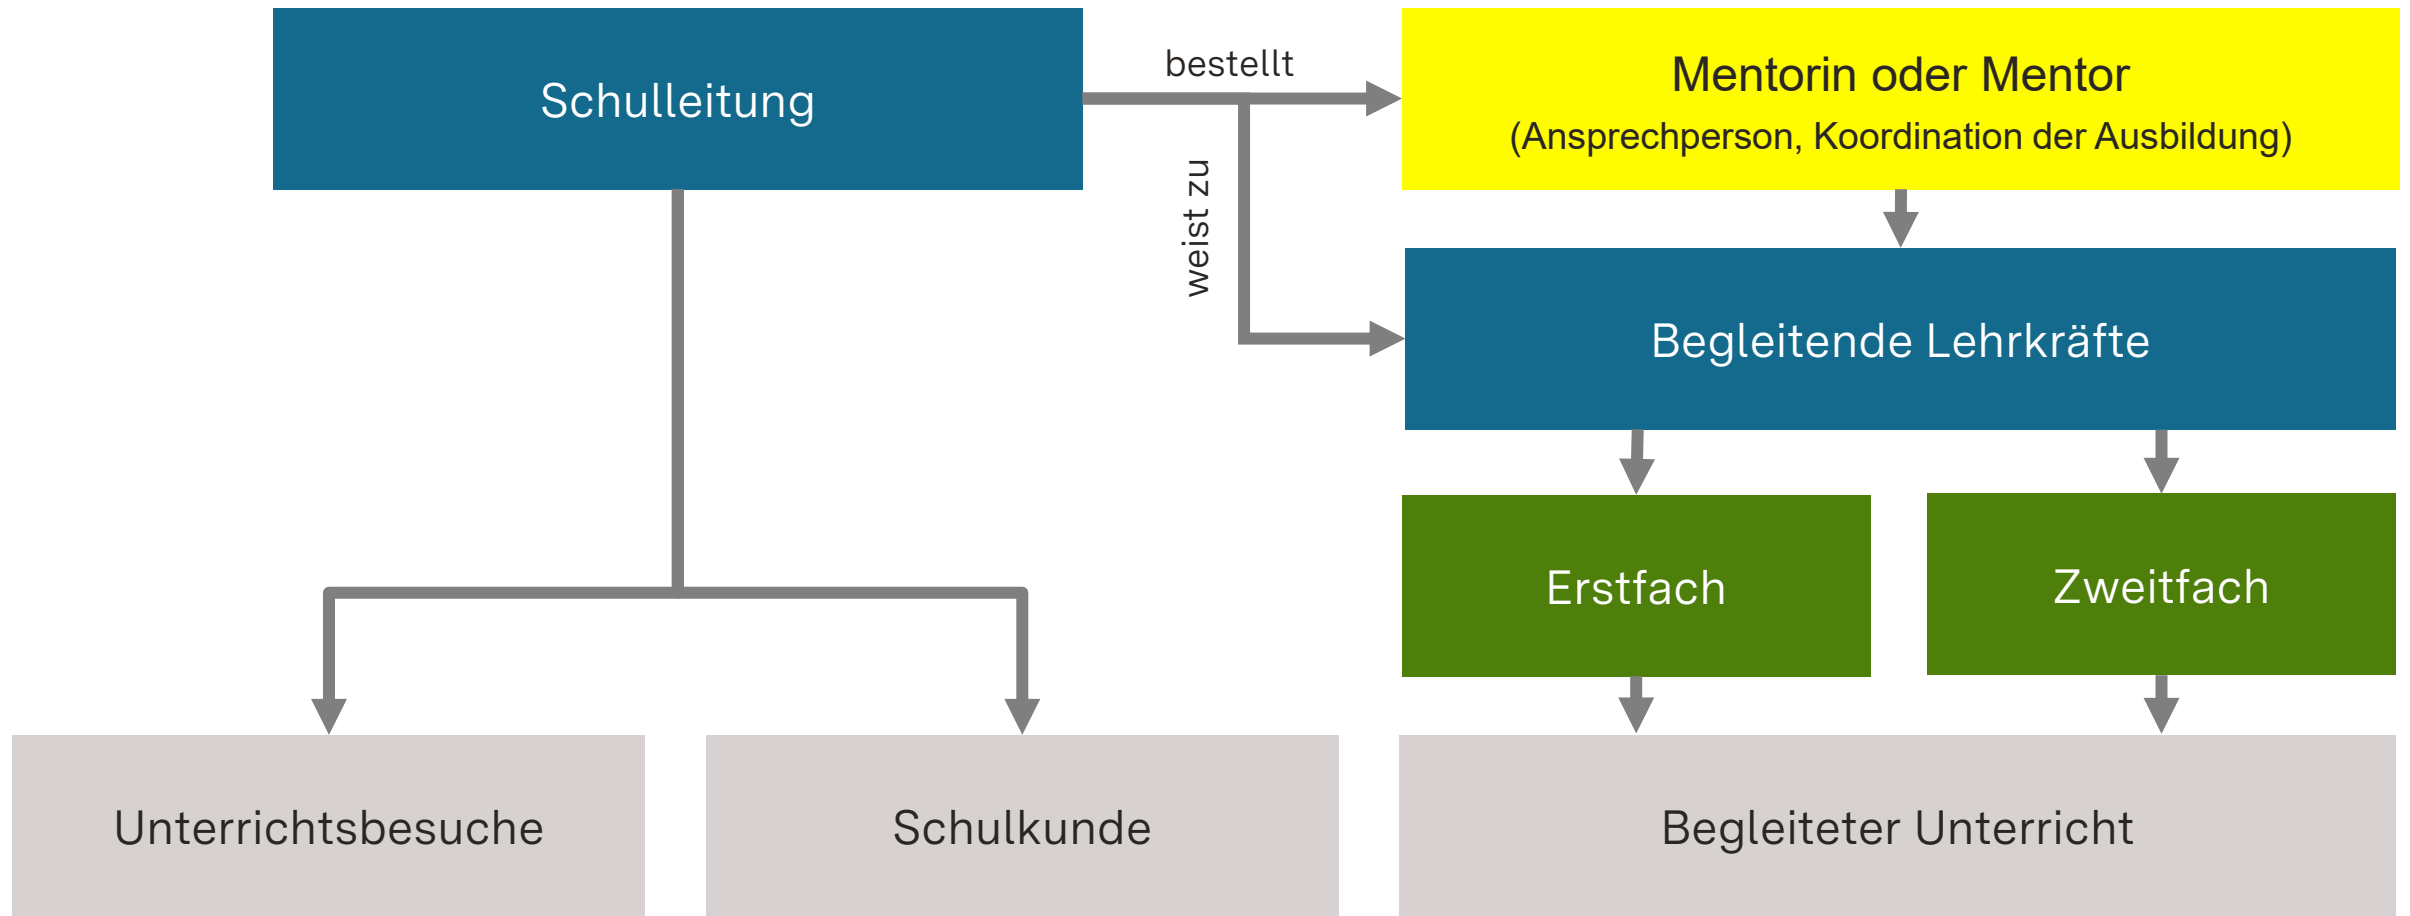 Schulleitung
bestellt
weist zu
Mentorin oder Mentor
(Ansprechperson, Koordination der Ausbildung)
Begleitende Lehrkräfte
Erstfach
Zweitfach
Unterrichtsbesuche
Schulkunde
Begleiteter Unterricht